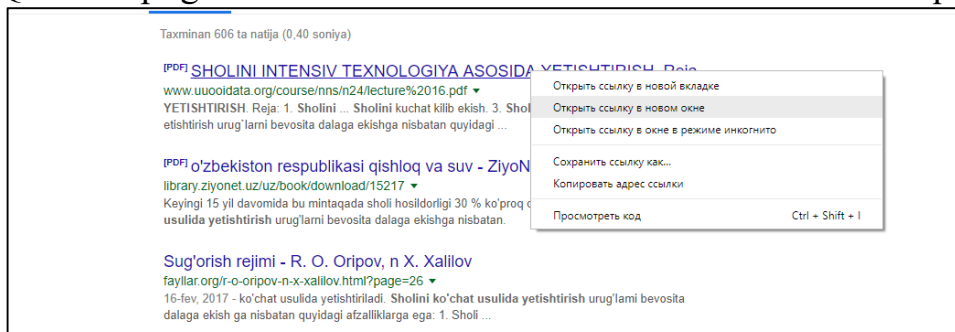 Taxminan 606 ta natija (0,40 soniya)
[PDF] SHOLINI INTENSIV TEXNOLOGIYA ASOSIDA YETISHTIRISH. Reja
www.uuooidata.org/course/nns/n24/lecture%2016.pdf ▼
YETISHTIRISH. Reja: 1. Sholini ... Sholini kuchat kilib ekish. 3.
etishtirish urug`larni bevosita dalaga ekishga nisbatan quyidagi ...
[PDF] o'zbekiston respublikasi qishloq va suv -
library.ziyonet.uz/uz/book/download/15217 ▼
Keyingi 15 yil davomida bu mintaqada sholi hosildorligi 30 % ko'proq
usulida yetishtirish urug'larni bevosita dalaga ekishga nisbatan.
Sug'orish rejimi - R. O. Oripov, n X. Xalilov
fayllar.org/r-o-oripov-n-x-xalilov.html?page=26 ▼
16-fev, 2017 - ko'chat usulida yetishtiriladi. Sholini ko'chat usulida yetishtirish urug'lami bevosita
dalaga ekish ga nisbatan quyidagi afzalliklarga ega: 1. Sholi ...
Открыть ссылку в новой вкладке
Открыть ссылку в новом окне
Открыть ссылку в окне в режиме инкогнито
Сохранить ссылку как...
Копировать адрес ссылки
Просмотреть код Ctrl + Shift + I